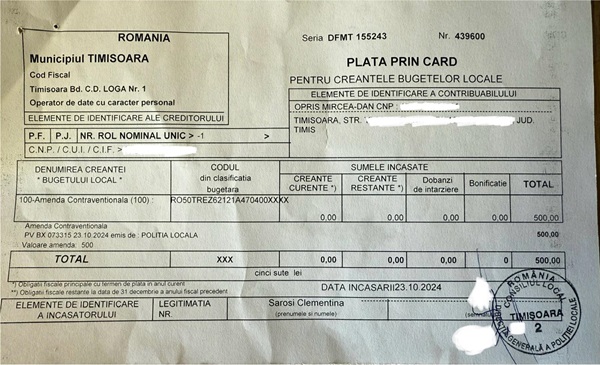 ROMANIA
Municipiul TIMISOARA
Cod Fiscal
Timisoara Bd. C.D. LOGA Nr. 1
Operator de date cu caracter personal
ELEMENTE DE IDENTIFICARE ALE CREDITORULUI
P.F. P.J. NR. ROL NOMINAL UNIC > -1 >
C.N.P. / C.U.I. / C.I.F. >
Seria DFMT 155243 Nr. 439600
PLATA PRIN CARD
PENTRU CREANTELE BUGETELOR LOCALE
ELEMENTE DE IDENTIFICARE A CONTRIBUABILULUI
OPRIS MIRCEA-DAN CNP :
TIMISOARA, STR. JUD.
TIMIS
DENUMIREA CREANTEI
* BUGETULUI LOCAL *
CODUL
din clasificatia
bugetara
SUMELE INCASATE
CREANTE
CURENTE *)
CREANTE
RESTANTE *)
Dobanzi
de intarziere
Bonificatie
TOTAL
100-Amenda Contraventionala (100) : RO50TREZ62121A470400XXXX
0,00 0,00 0,00 0,00 500,00
Amenda Contraventionala
PV BX 073315 23.10.2024 emis de : POLITIA LOCALA 500,00
Valoare amenda: 500
TOTAL XXX 0,00 0,00 0,00 0 500,00
cinci sute lei
*) Obligatii fiscale principale cu termen de plata in anul curent
**) Obligatii fiscale restante la data de 31 decembrie a anului fiscal precedent
DATA INCASARII23.10.2024
ELEMENTE DE IDENTIFICARE
A INCASATORULUI
LEGITIMATIA
NR.
Sarosi Clementina
(prenumele si numele)
ROMÂNIA
CONSILIUL LOCAL
TIMIȘOARA
2
GENERALĂ A POLIȚIEI LOCALE